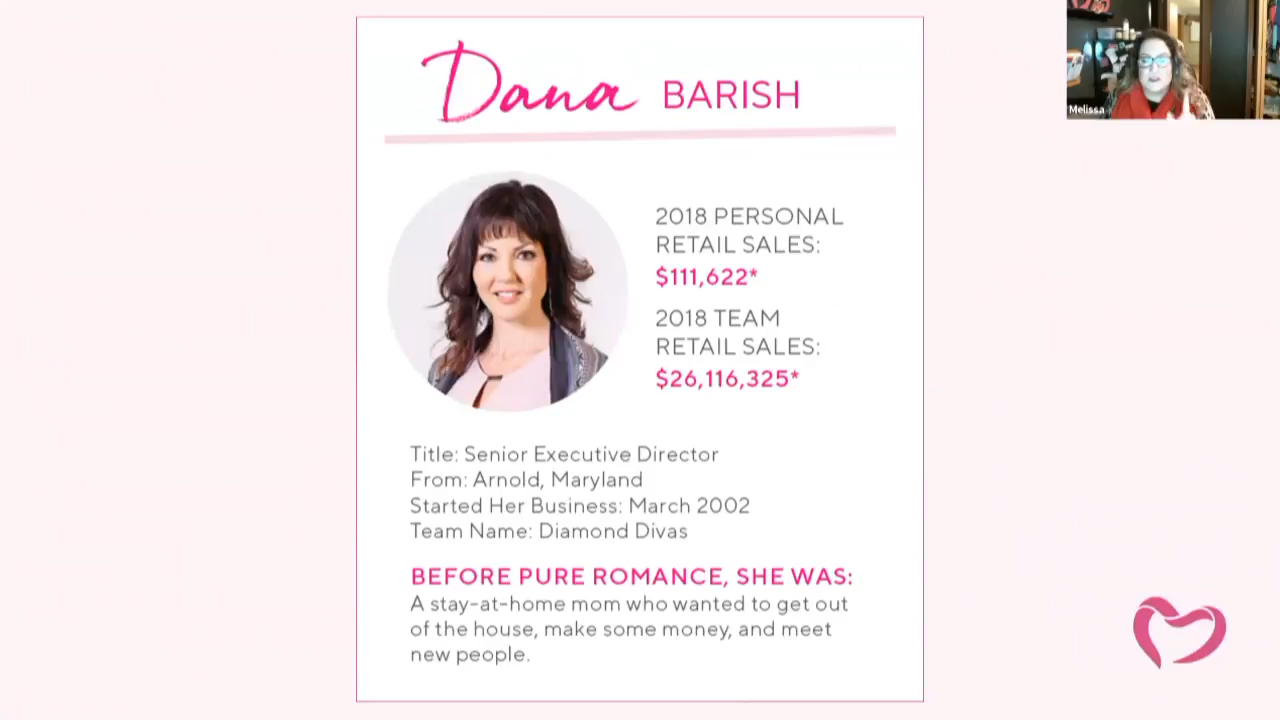 Dana BARISH
Melissa
2018 PERSONAL
RETAIL SALES:
$111,622*
2018 TEAM
RETAIL SALES:
$26,116,325*
Title: Senior Executive Director
From: Arnold, Maryland
Started Her Business: March 2002
Team Name: Diamond Divas
BEFORE PURE ROMANCE, SHE WAS:
A stay-at-home mom who wanted to get out
of the house, make some money, and meet
new people.